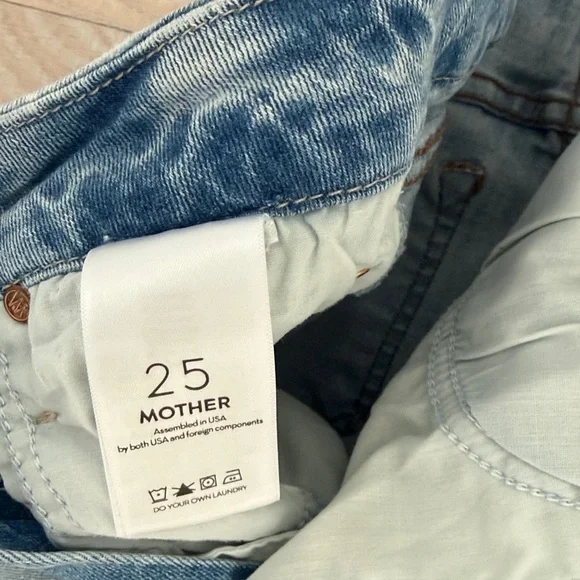 25
MOTHER
Assembled in USA
by both USA and foreign components
DO YOUR OWN LAUNDRY